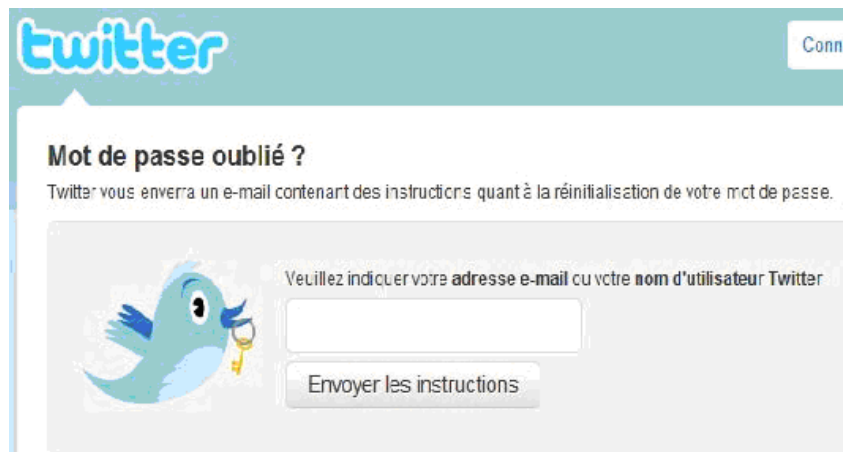 twitter
Conn
Mot de passe oublié ?
Twitter vous enverra un e-mail contenant des instructions quant à la réinitialisation de votre mot de passe.
Veuillez indiquer votre adresse e-mail ou votre nom d'utilisateur Twitter
Envoyer les instructions